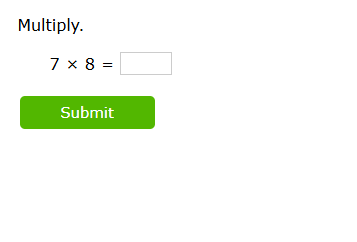 Multiply.
7 × 8 =
Submit